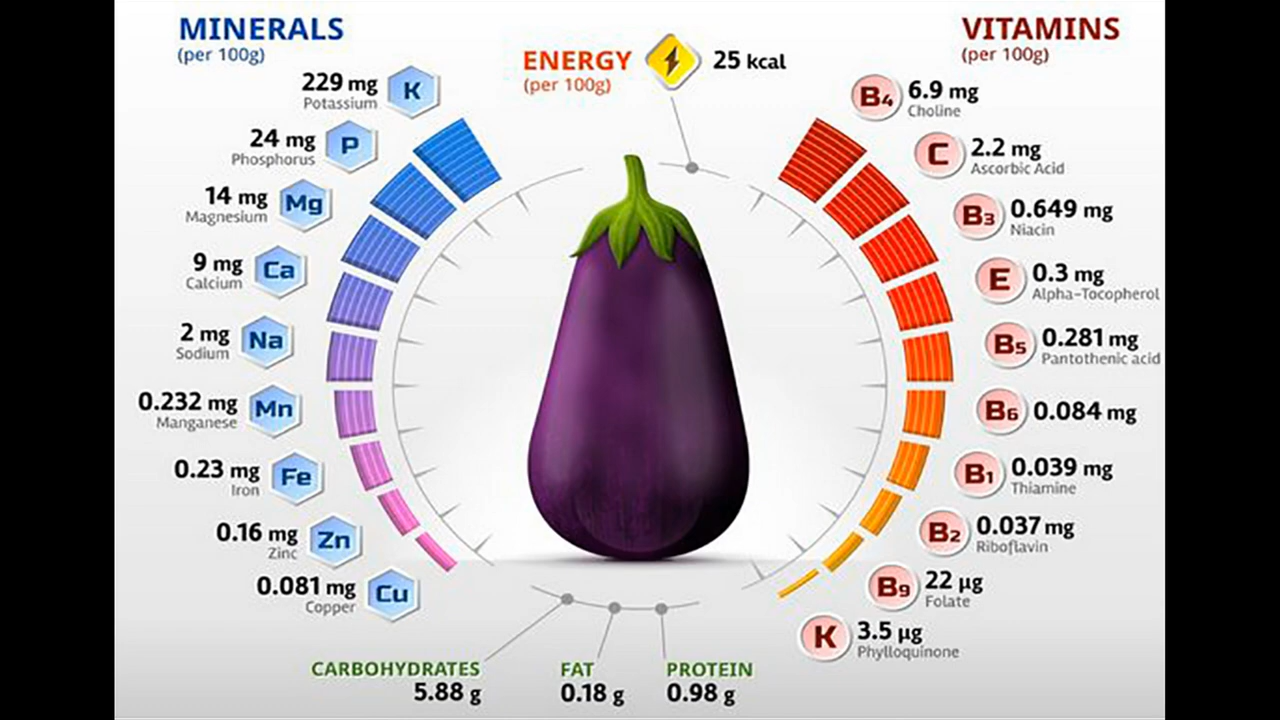 MINERALS
(per 100g)
229 mg
Potassium
K
24 mg
Phosphorus
P
14 mg
Magnesium
Mg
9 mg
Calcium
Ca
2 mg
Sodium
Na
0.232 mg
Manganese
Mn
0.23 mg
Iron
Fe
0.16 mg
Zinc
Zn
0.081 mg
Copper
Cu
ENERGY
(per 100g)
25 kcal
VITAMINS
(per 100g)
B4
6.9 mg
Choline
C
2.2 mg
Ascorbic Acid
B3
0.649 mg
Niacin
E
0.3 mg
Alpha-Tocopherol
B5
0.281 mg
Pantothenic acid
B6
0.084 mg
B1
0.039 mg
Thiamine
B2
0.037 mg
Riboflavin
B9
22 µg
Folate
K
3.5 µg
Phylloquinone
CARBOHYDRATES
5.88 g
FAT
0.18 g
PROTEIN
0.98 g